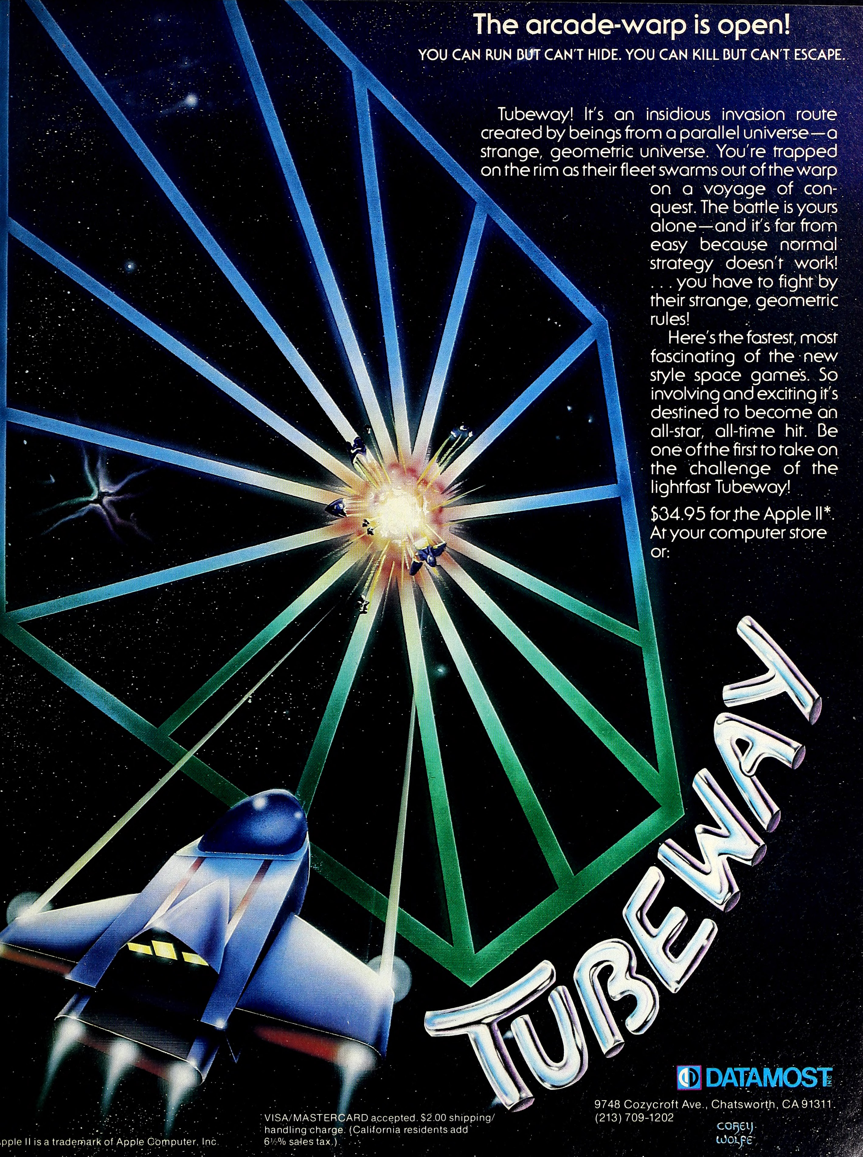 The arcade-warp is open!
YOU CAN RUN BUT CAN'T HIDE. YOU CAN KILL BUT CAN'T ESCAPE.
Tubeway! It's an insidious invasion route
created by beings from a parallel universe—a
strange, geometric universe. You're trapped
on the rim as their fleet swarms out of the warp
on a voyage of con-
quest. The battle is yours
alone—and it's far from
easy because normal
strategy doesn't work!
. . . you have to fight by
their strange, geometric
rules!
Here's the fastest, most
fascinating of the new
style space games. So
involving and exciting it's
destined to become an
all-star, all-time hit. Be
one of the first to take on
the challenge of the
lightfast Tubeway!
$34.95 for the Apple II*.
At your computer store
or:
TUBEWAY
DATAMOST INC
9748 Cozycroft Ave., Chatsworth, CA 91311.
(213) 709-1202
COREY
WOLFE
VISA/MASTERCARD accepted. $2.00 shipping/
handling charge. (California residents add
6½% sales tax.)
pple II is a trademark of Apple Computer, Inc.